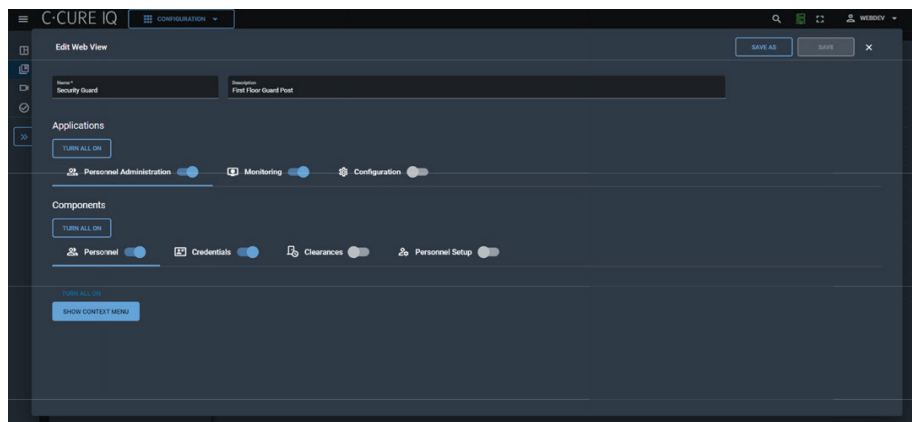 C•CURE IQ
CONFIGURATION
WEBDEV
Edit Web View
SAVE AS
SAVE
Name *
Security Guard
Description
First Floor Guard Post
Applications
TURN ALL ON
Personnel Administration
Monitoring
Configuration
Components
TURN ALL ON
Personnel
Credentials
Clearances
Personnel Setup
TURN ALL ON
SHOW CONTEXT MENU